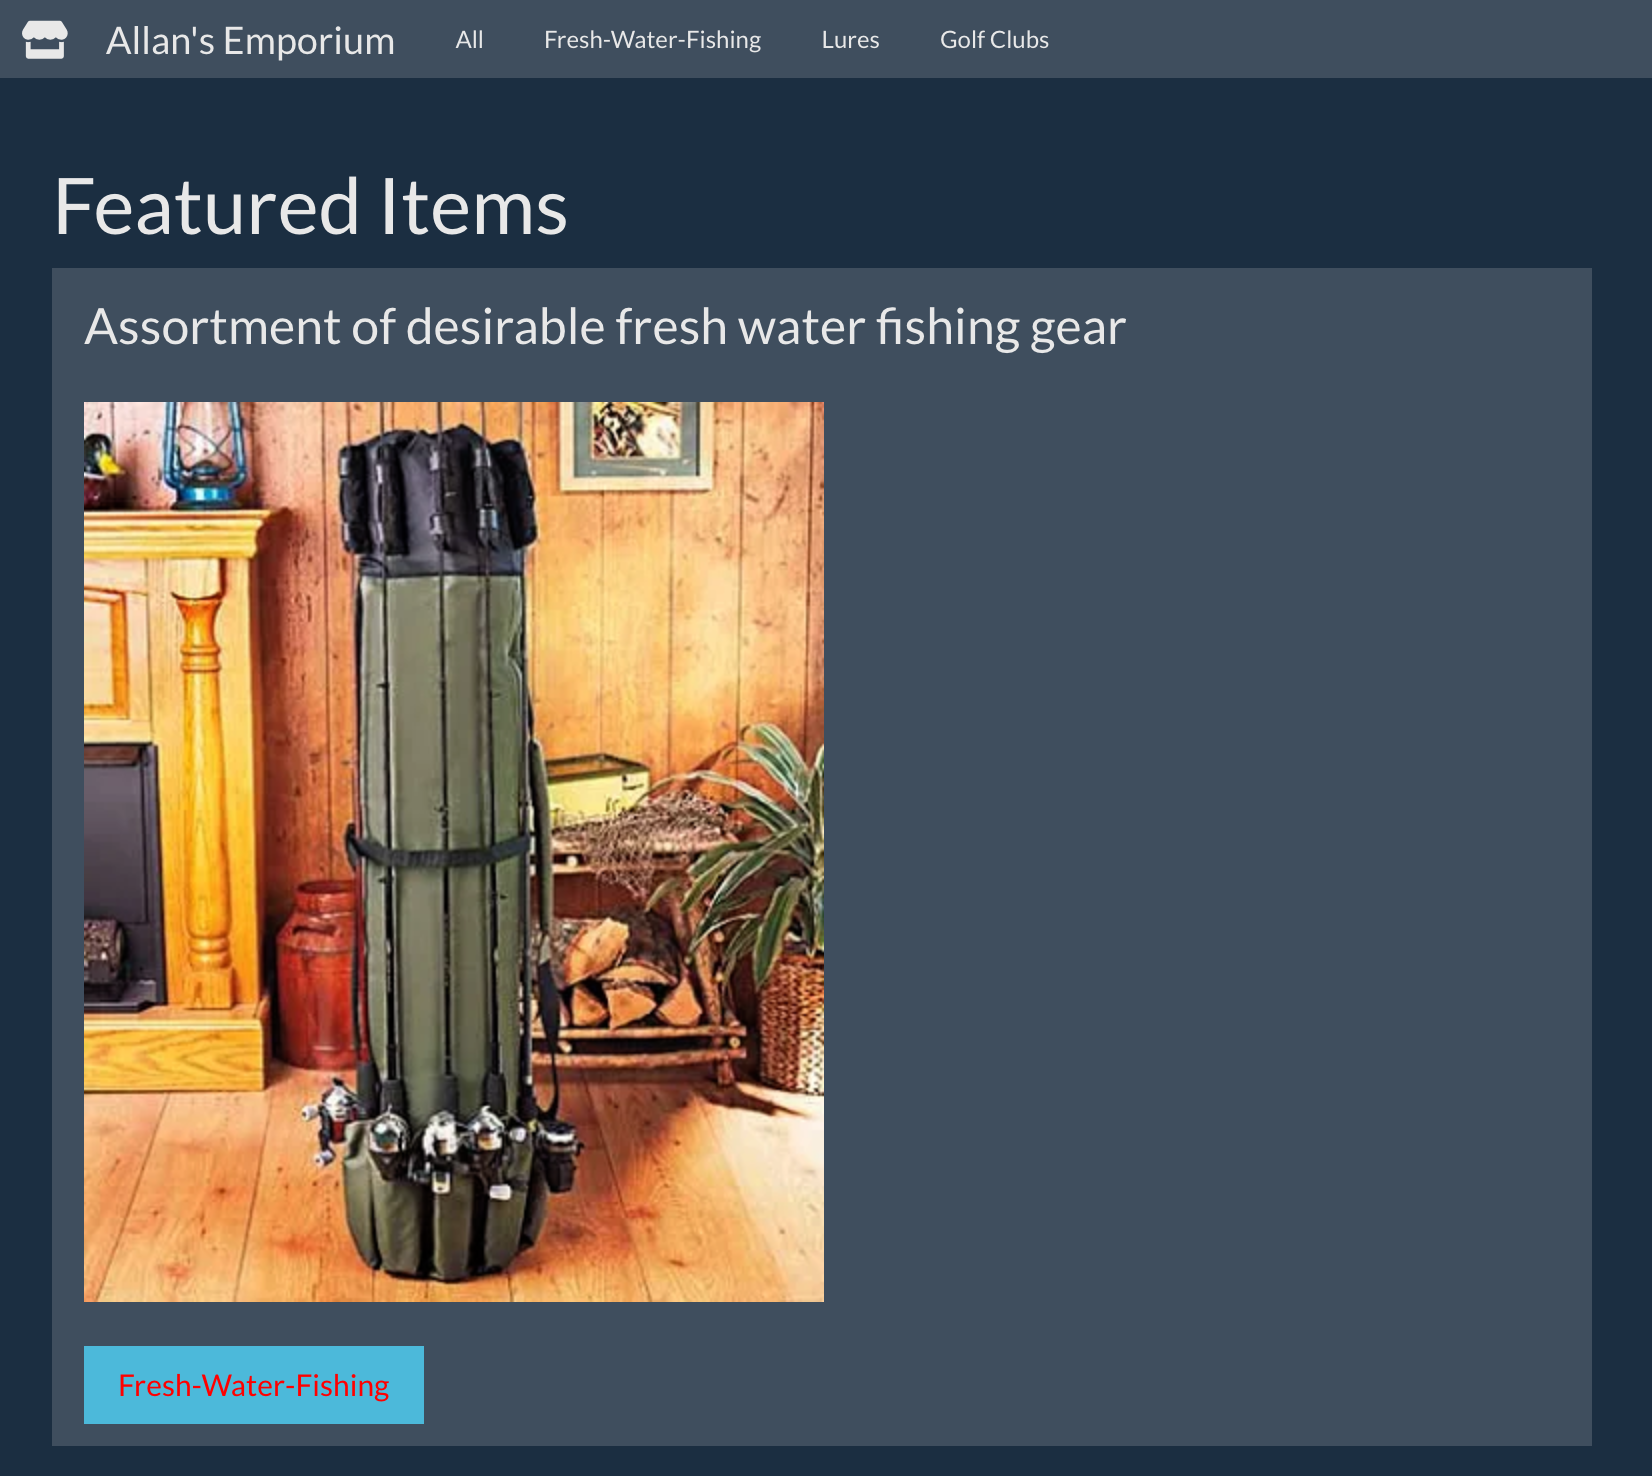 Allan's Emporium
All
Fresh-Water-Fishing
Lures
Golf Clubs
Featured Items
Assortment of desirable fresh water fishing gear
Fresh-Water-Fishing